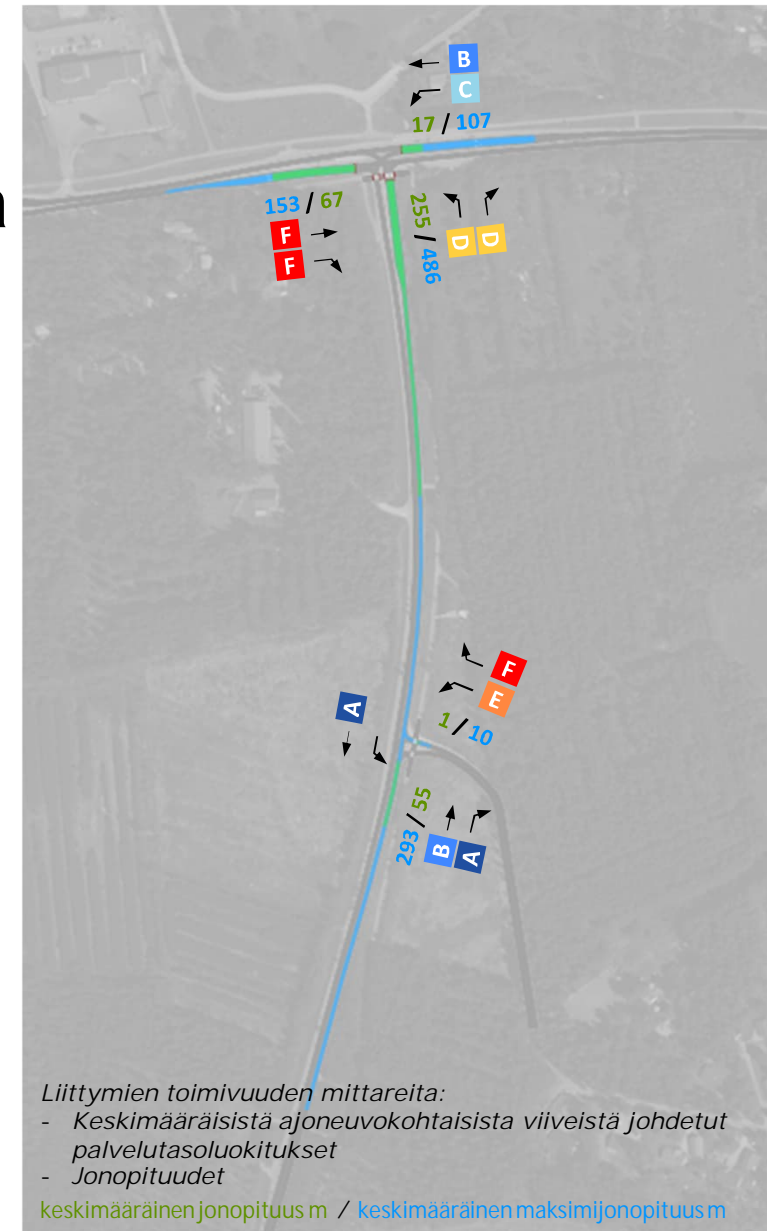 B
C
17 / 107
153 / 67
F
F
255 / 486
D D
A
F
E
1 / 10
293 / 55
B A
Liittymien toimivuuden mittareita:
- Keskimääräisistä ajoneuvokohtaisista viiveistä johdetut
palvelutasoluokitukset
- Jonopituudet
keskimääräinen jonopituus m / keskimääräinen maksimijonopituus m